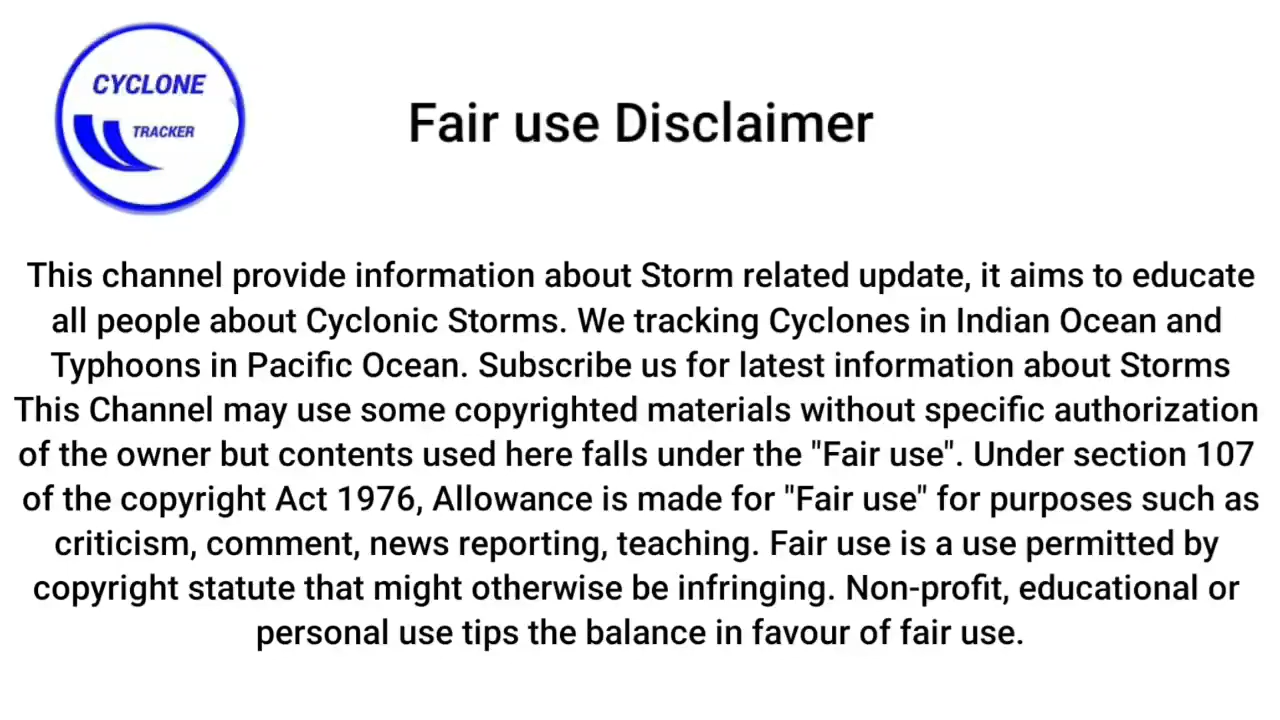 CYCLONE
TRACKER
Fair use Disclaimer
This channel provide information about Storm related update, it aims to educate
all people about Cyclonic Storms. We tracking Cyclones in Indian Ocean and
Typhoons in Pacific Ocean. Subscribe us for latest information about Storms
This Channel may use some copyrighted materials without specific authorization
of the owner but contents used here falls under the "Fair use". Under section 107
of the copyright Act 1976, Allowance is made for "Fair use" for purposes such as
criticism, comment, news reporting, teaching. Fair use is a use permitted by
copyright statute that might otherwise be infringing. Non-profit, educational or
personal use tips the balance in favour of fair use.